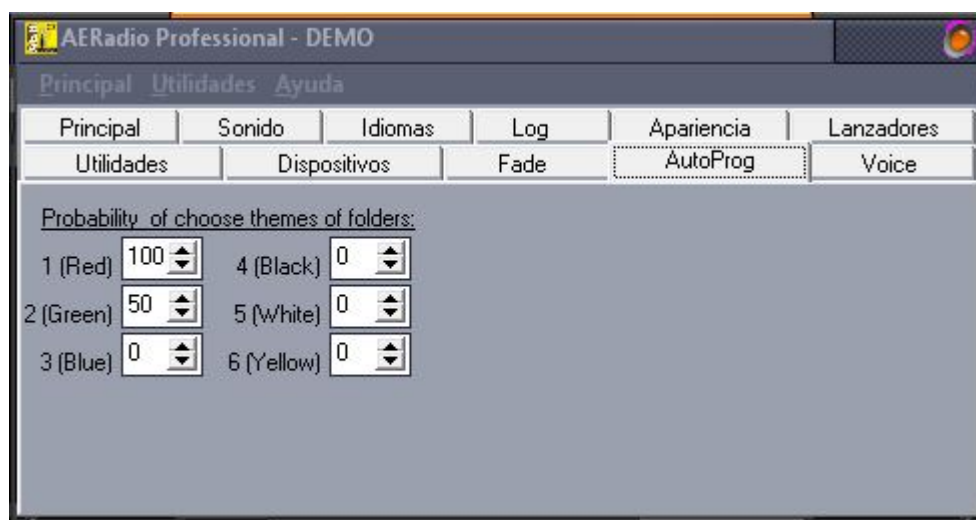 AERadio Professional - DEMO
Principal Utilidades Ayuda
Principal Sonido Idiomas Log Apariencia Lanzadores
Utilidades Dispositivos Fade AutoProg Voice
Probability of choose themes of folders:
1 (Red) 100 4 (Black) 0
2 (Green) 50 5 (White) 0
3 (Blue) 0 6 (Yellow) 0